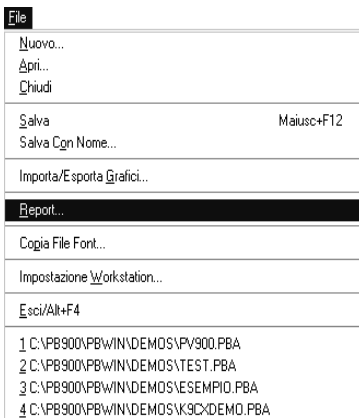 File
Nuovo...
Apri...
Chiudi
Salva Maiusc+F12
Salva Con Nome...
Importa/Esporta Grafici...
Report...
Copia File Font...
Impostazione Workstation...
Esci/Alt+F4
1 C:\PB900\PBWIN\DEMOS\PV900.PBA
2 C:\PB900\PBWIN\DEMOS\TEST.PBA
3 C:\PB900\PBWIN\DEMOS\ESEMPIO.PBA
4 C:\PB900\PBWIN\DEMOS\K9CXDEMO.PBA